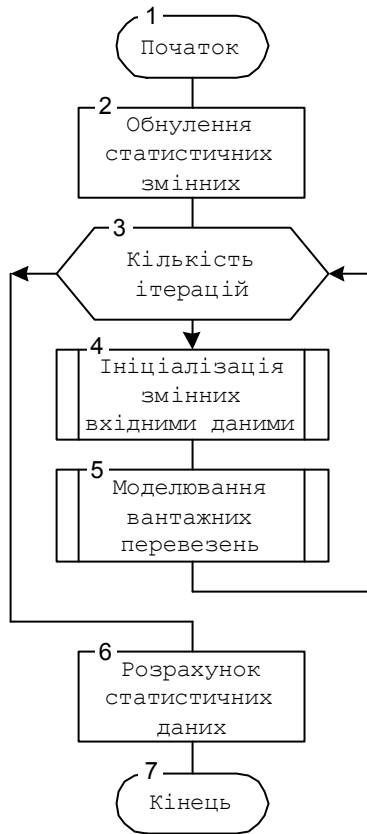 1
Початок
2
Обнулення
статистичних
змінних
3
Кількість
ітерацій
4
Ініціалізація
змінних
вхідними даними
5
Моделювання
вантажних
перевезень
6
Розрахунок
статистичних
даних
7
Кінець